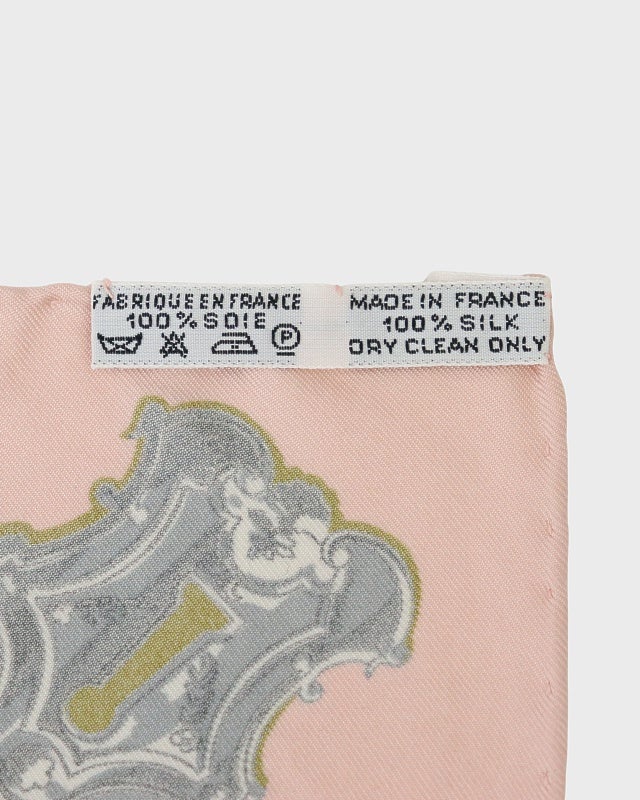 FABRIQUE EN FRANCE
100% SOIE
P
MADE IN FRANCE
100% SILK
DRY CLEAN ONLY